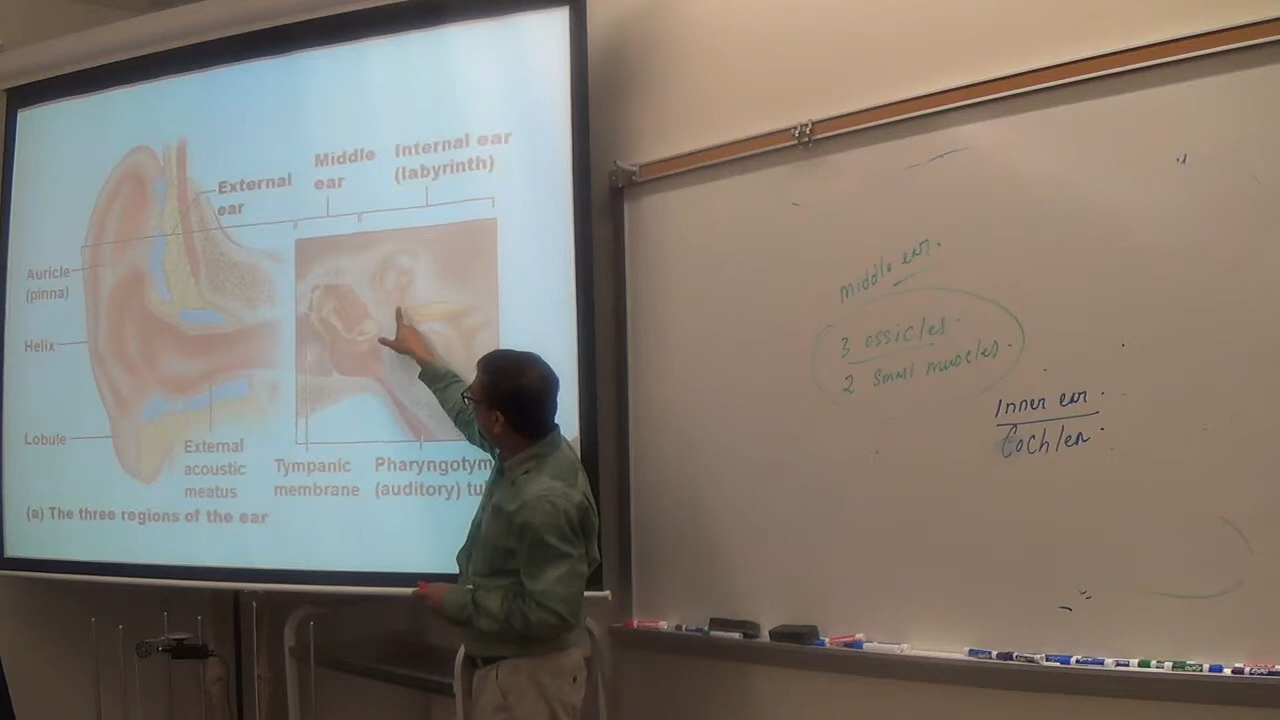 Middle
ear
Internal ear
(labyrinth)
External
ear
Auricle
(pinna)
Helix
Lobule
External
acoustic
meatus
Tympanic
membrane
Pharyngotym
(auditory) tu
(a) The three regions of the ear
middle ear.
3 ossicles.
2 small muscles.
Inner ear.
Cochlea.